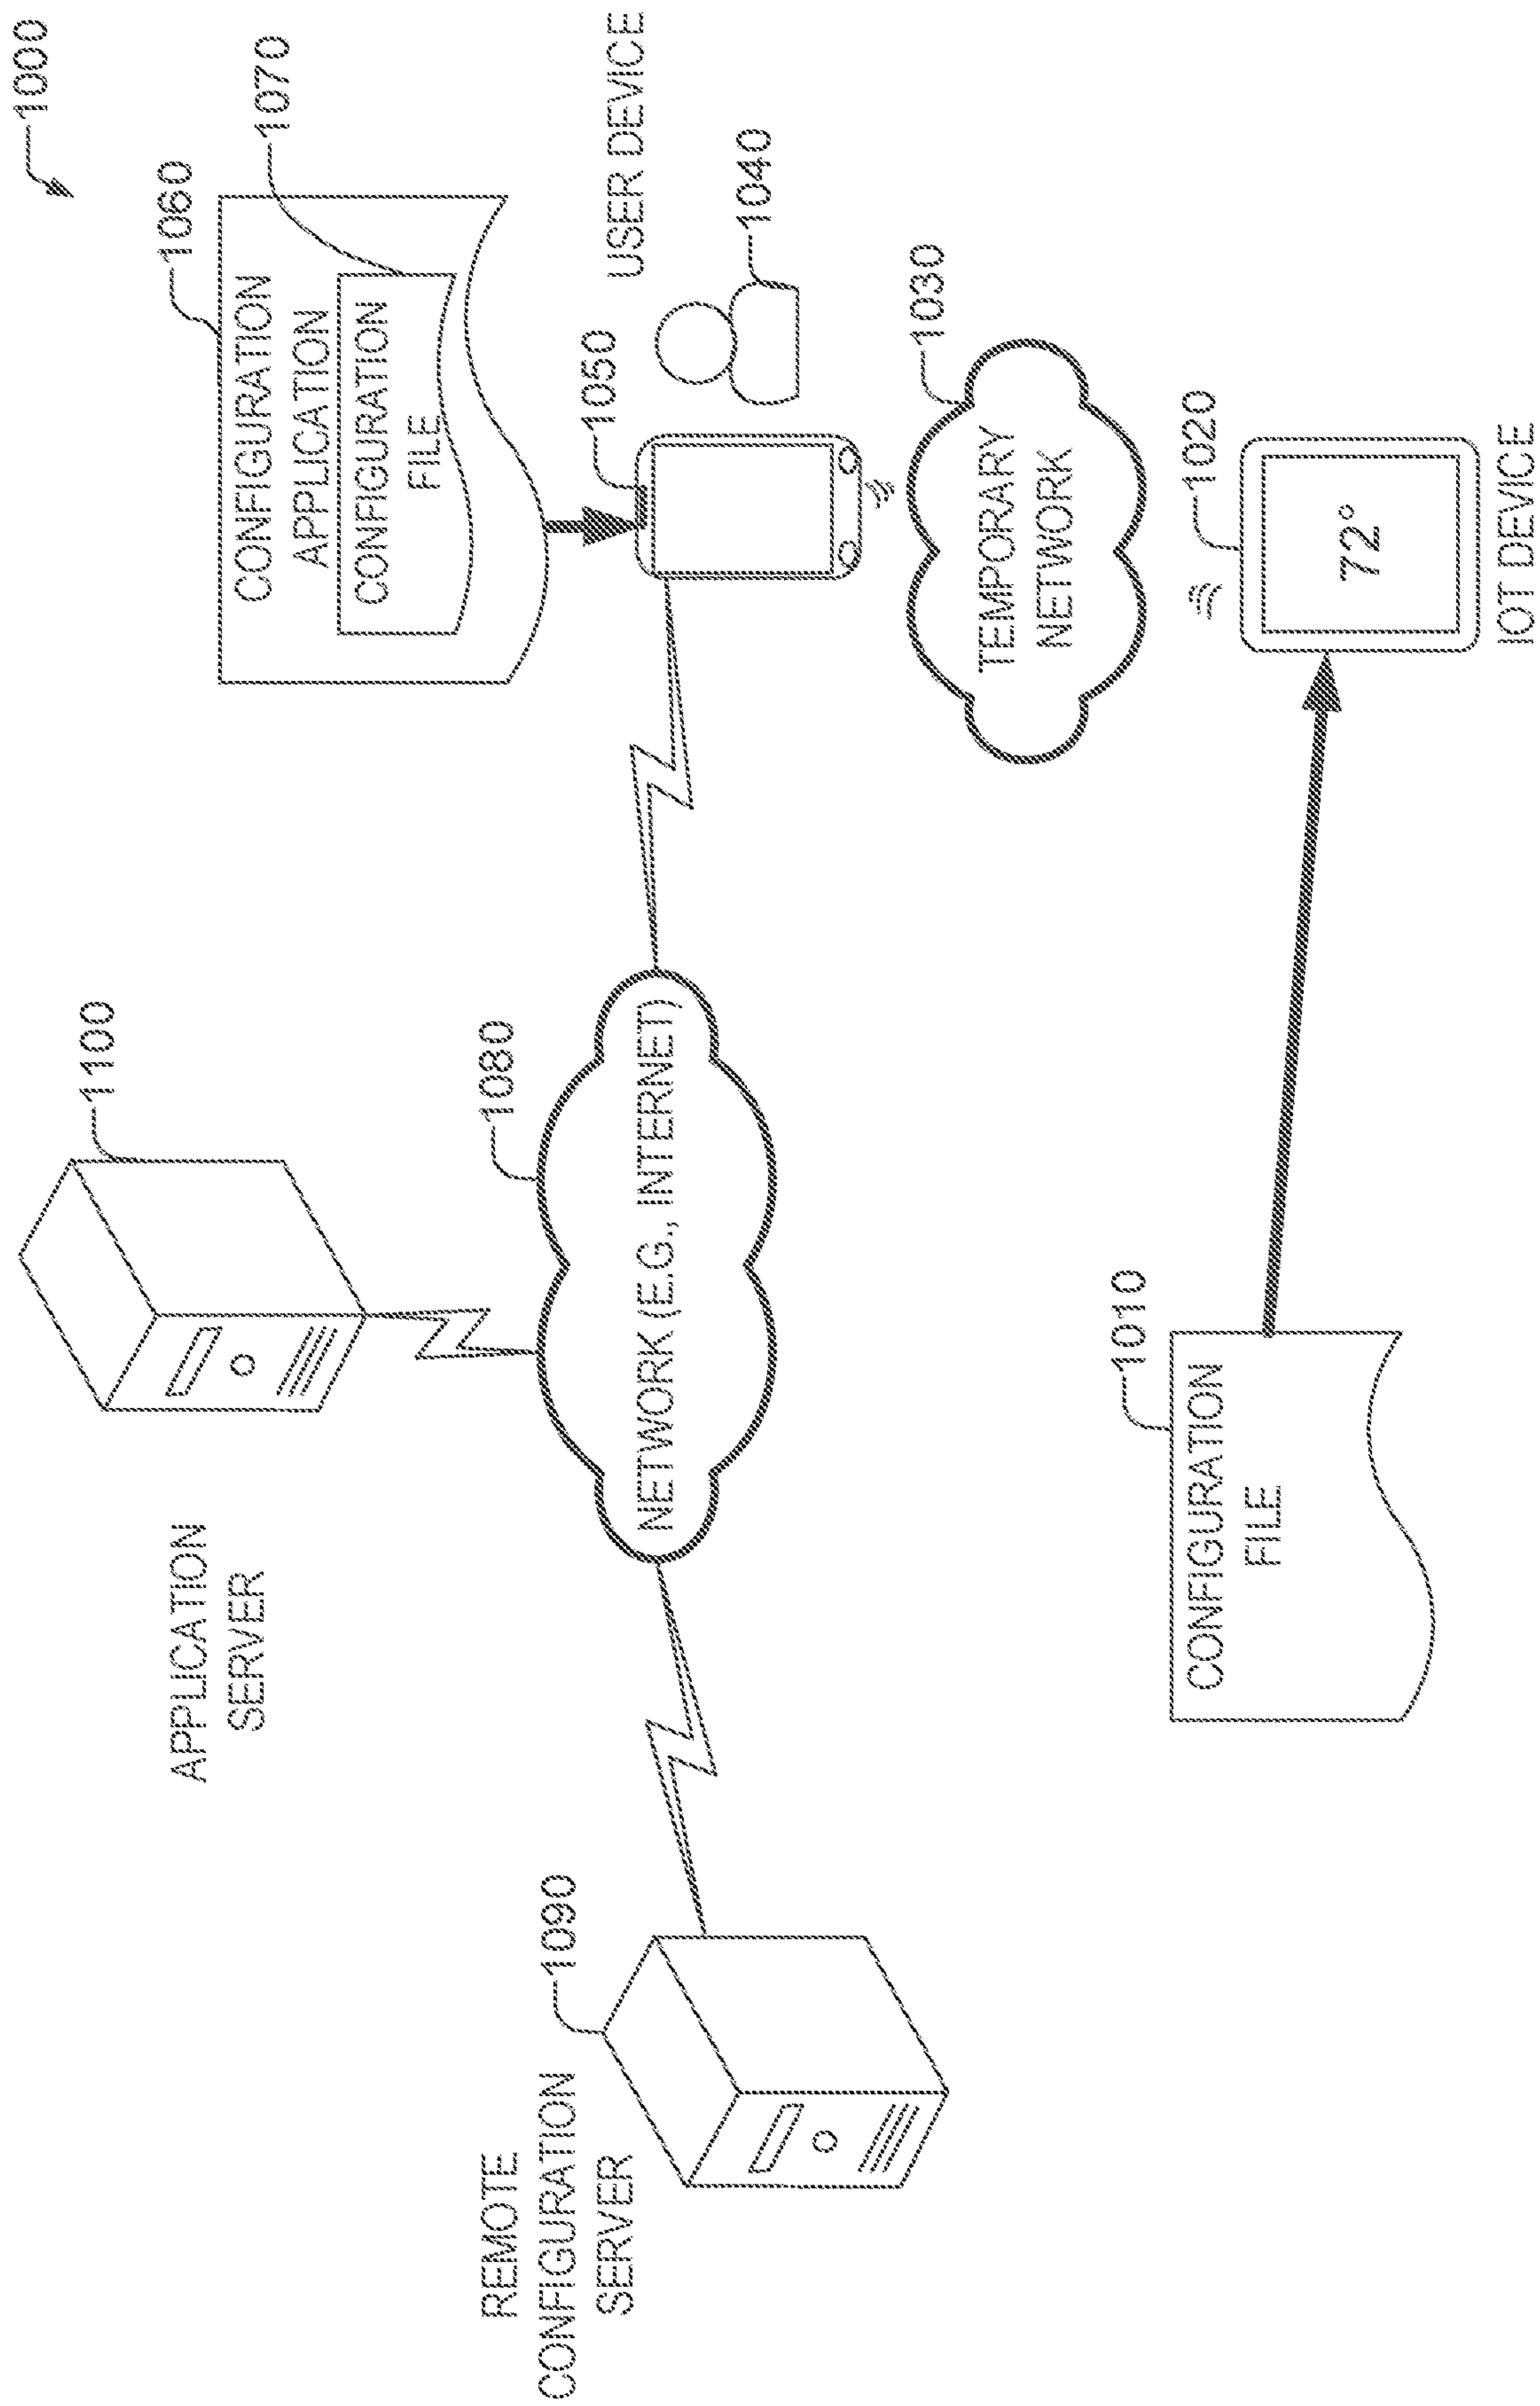 1000
APPLICATION
SERVER
1100
1060
CONFIGURATION
APPLICATION
1070
CONFIGURATION
FILE
REMOTE
CONFIGURATION
SERVER
1090
1080
NETWORK (E.G., INTERNET)
1050
USER DEVICE
1040
1030
TEMPORARY
NETWORK
1010
CONFIGURATION
FILE
1020
72°
IOT DEVICE